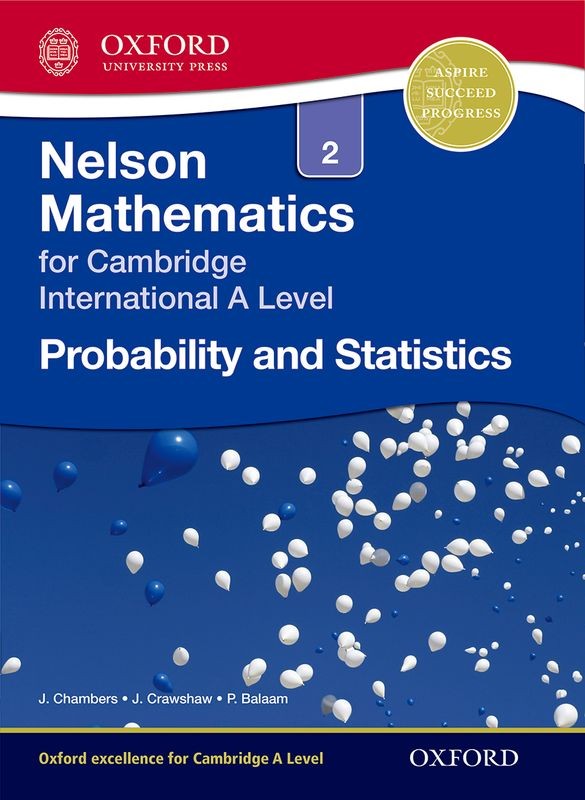 OXFORD
UNIVERSITY PRESS
ASPIRE
SUCCEED
PROGRESS
2
Nelson
Mathematics
for Cambridge
International A Level
Probability and Statistics
J. Chambers • J. Crawshaw • P. Balaam
Oxford excellence for Cambridge A Level
OXFORD